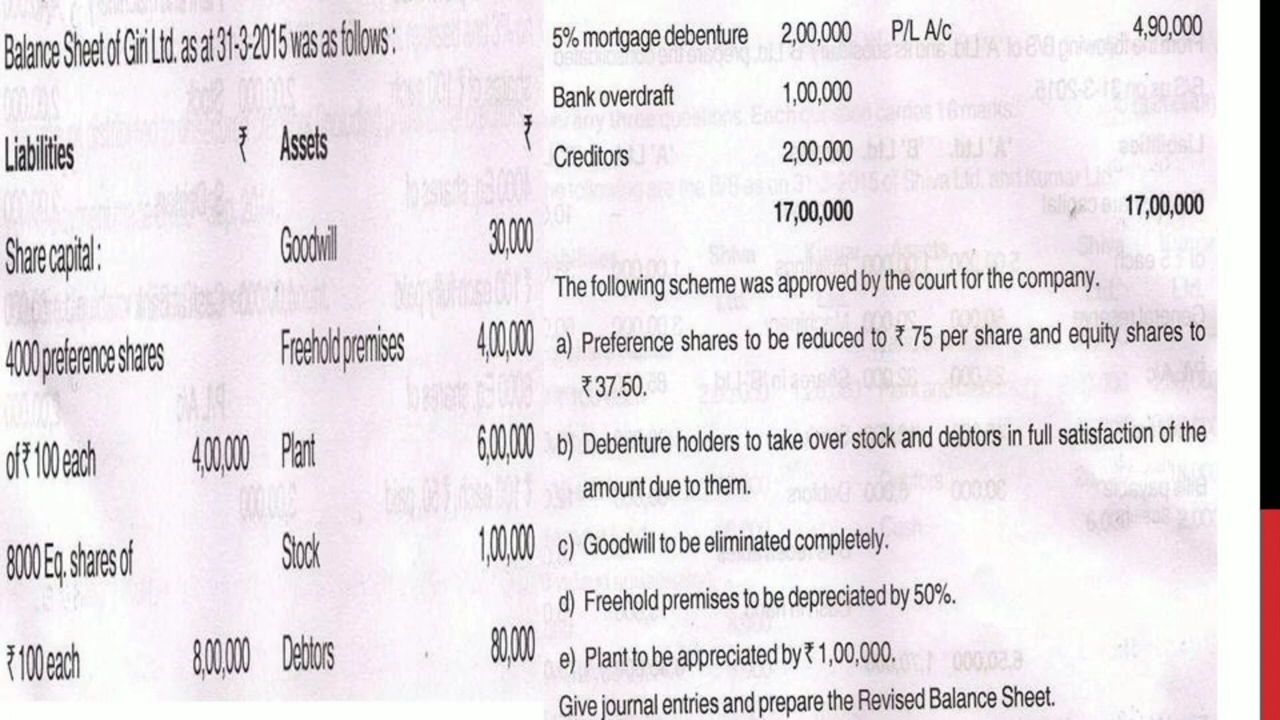 Balance Sheet of Giri Ltd. as at 31-3-2015 was as follows :
Liabilities ₹ Assets ₹
Share capital : Goodwill 30,000
4000 preference shares Freehold premises 4,00,000
of ₹ 100 each 4,00,000 Plant 6,00,000
8000 Eq. shares of Stock 1,00,000
₹ 100 each 8,00,000 Debtors 80,000
5% mortgage debenture 2,00,000 P/L A/c 4,90,000
Bank overdraft 1,00,000
Creditors 2,00,000
17,00,000 17,00,000
The following scheme was approved by the court for the company.
a) Preference shares to be reduced to ₹ 75 per share and equity shares to
₹ 37.50.
b) Debenture holders to take over stock and debtors in full satisfaction of the
amount due to them.
c) Goodwill to be eliminated completely.
d) Freehold premises to be depreciated by 50%.
e) Plant to be appreciated by ₹ 1,00,000.
Give journal entries and prepare the Revised Balance Sheet.